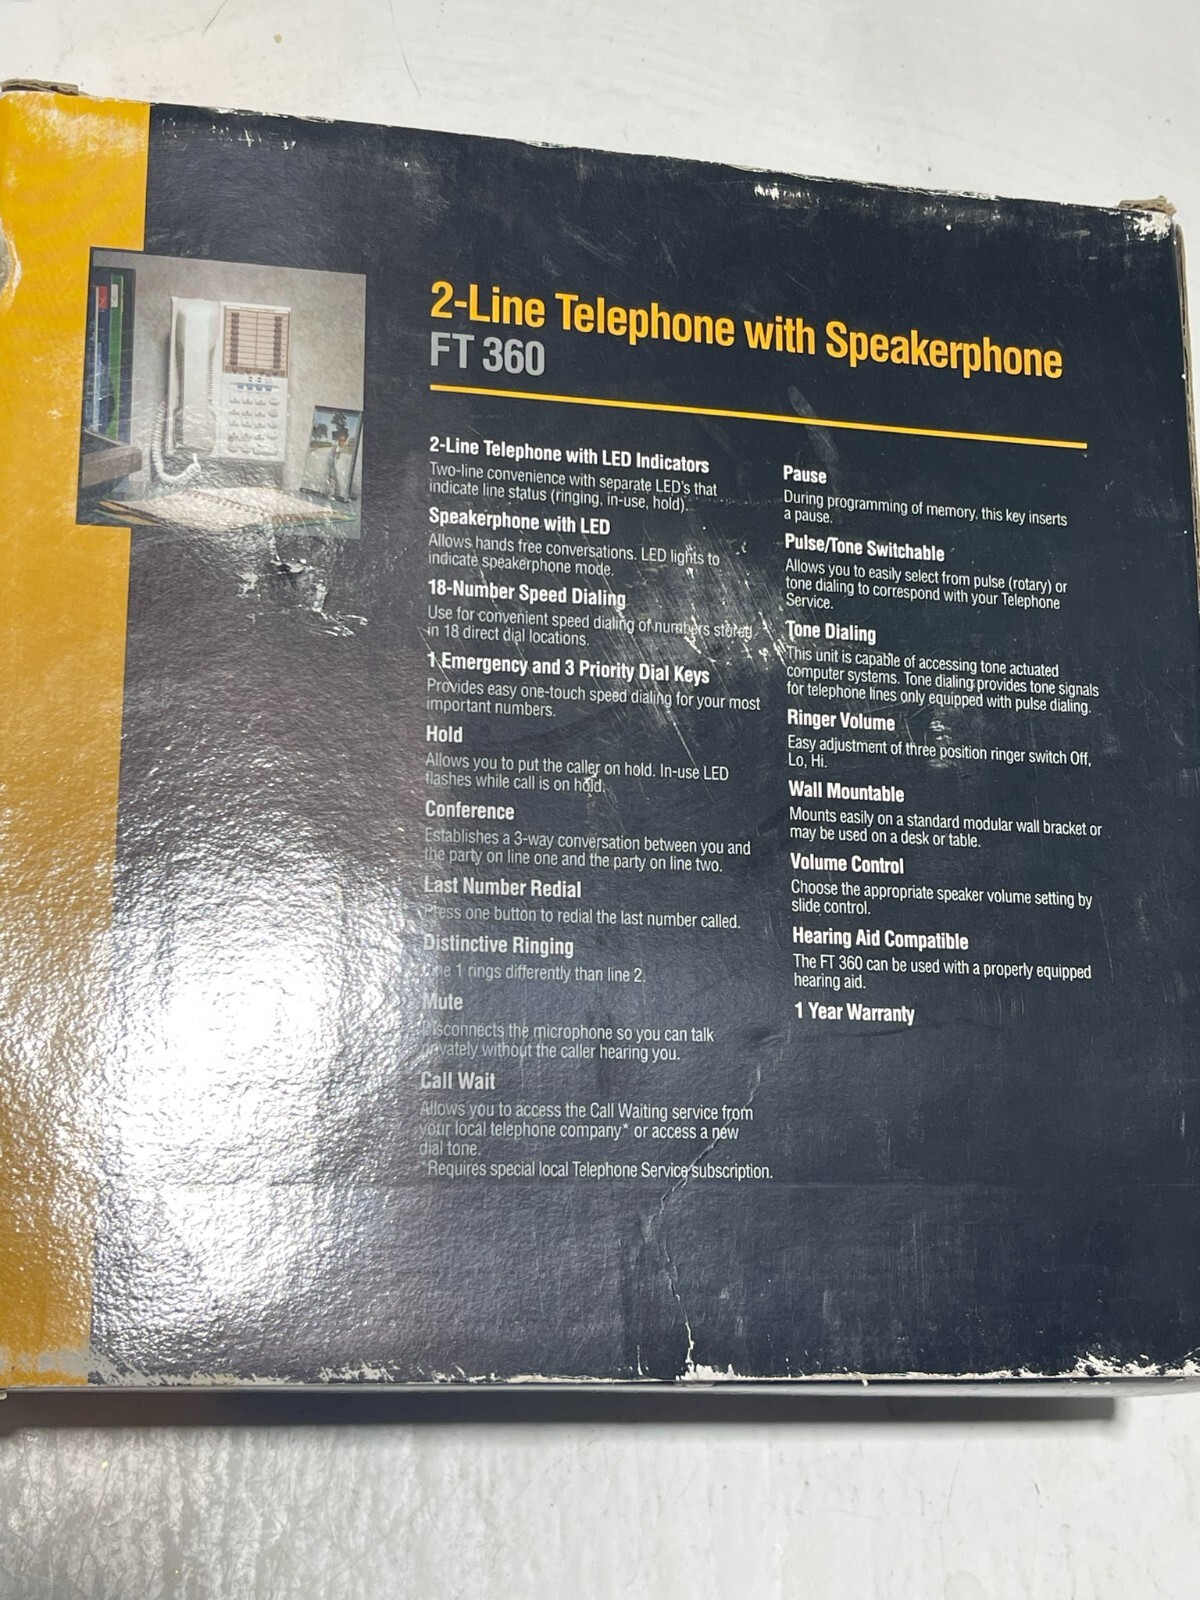 2-Line Telephone with Speakerphone
FT 360
2-Line Telephone with LED Indicators
Two-line convenience with separate LED's that
indicate line status (ringing, in-use, hold).
Speakerphone with LED
Allows hands free conversations. LED lights to
indicate speakerphone mode.
18-Number Speed Dialing
Use for convenient speed dialing of numbers stored
in 18 direct dial locations.
1 Emergency and 3 Priority Dial Keys
Provides easy one-touch speed dialing for your most
important numbers.
Hold
Allows you to put the caller on hold. In-use LED
flashes while call is on hold.
Conference
Establishes a 3-way conversation between you and
the party on line one and the party on line two.
Last Number Redial
Press one button to redial the last number called.
Distinctive Ringing
Line 1 rings differently than line 2.
Mute
Disconnects the microphone so you can talk
privately without the caller hearing you.
Call Wait
Allows you to access the Call Waiting service from
your local telephone company* or access a new
dial tone.
*Requires special local Telephone Service subscription.
Pause
During programming of memory, this key inserts
a pause.
Pulse/Tone Switchable
Allows you to easily select from pulse (rotary) or
tone dialing to correspond with your Telephone
Service.
Tone Dialing
This unit is capable of accessing tone actuated
computer systems. Tone dialing provides tone signals
for telephone lines only equipped with pulse dialing.
Ringer Volume
Easy adjustment of three position ringer switch Off,
Lo, Hi.
Wall Mountable
Mounts easily on a standard modular wall bracket or
may be used on a desk or table.
Volume Control
Choose the appropriate speaker volume setting by
slide control.
Hearing Aid Compatible
The FT 360 can be used with a properly equipped
hearing aid.
1 Year Warranty